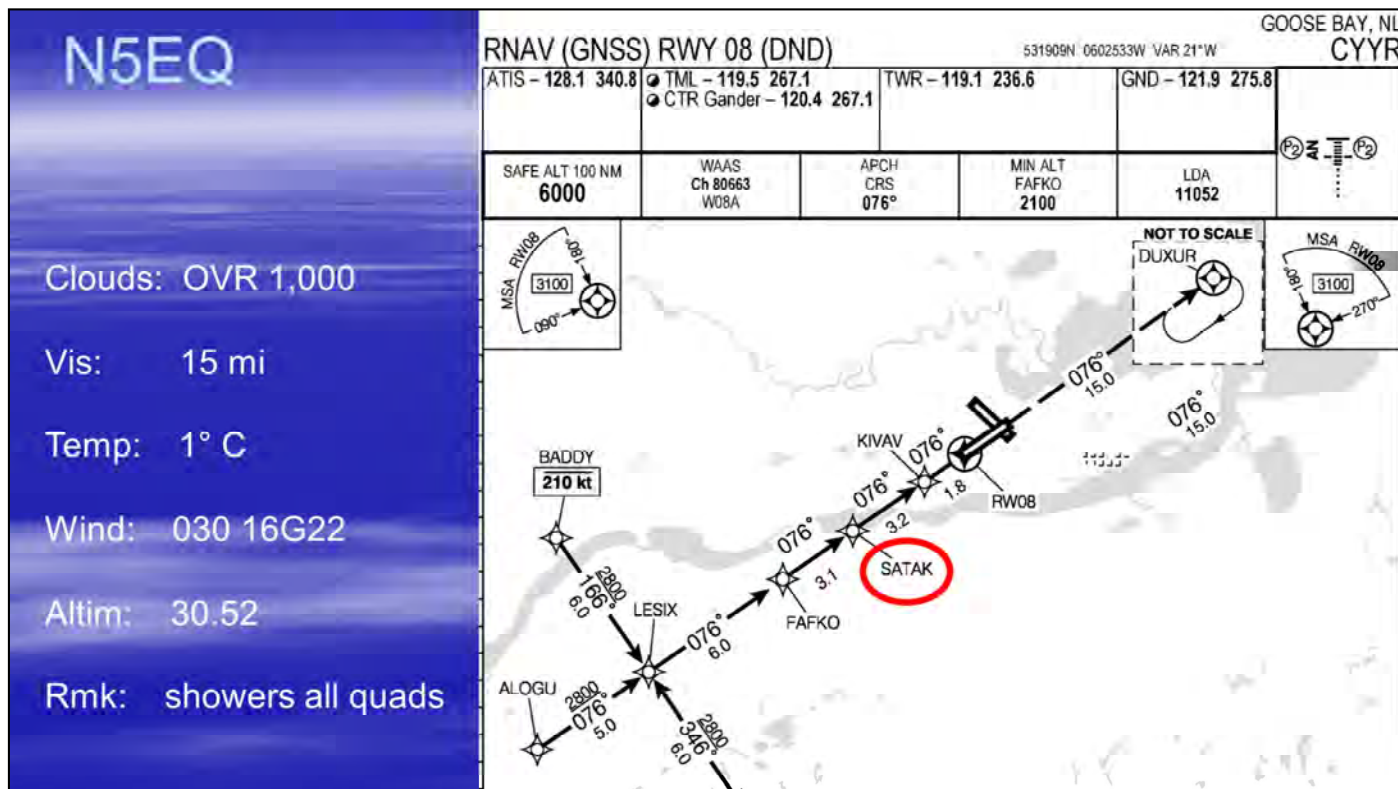 N5EQ
Clouds: OVR 1,000
Vis: 15 mi
Temp: 1° C
Wind: 030 16G22
Altim: 30.52
Rmk: showers all quads
GOOSE BAY, NL
RNAV (GNSS) RWY 08 (DND)
531909N 0602533W VAR 21°W
CYYR
ATIS – 128.1 340.8
TML – 119.5 267.1
CTR Gander – 120.4 267.1
TWR – 119.1 236.6
GND – 121.9 275.8
P2 AN P2
SAFE ALT 100 NM
6000
WAAS
Ch 80663
W08A
APCH
CRS
076°
MIN ALT
FAFKO
2100
LDA
11052
MSA RW08
180°
3100
090°
NOT TO SCALE
DUXUR
MSA RW08
180°
3100
270°
076°
15.0
076°
15.0
KIVAV
076°
1.8
RW08
076°
3.2
SATAK
076°
3.1
FAFKO
BADDY
210 kt
2800
166°
6.0
LESIX
076°
6.0
ALOGU
2800
076°
5.0
2800
346°
6.0